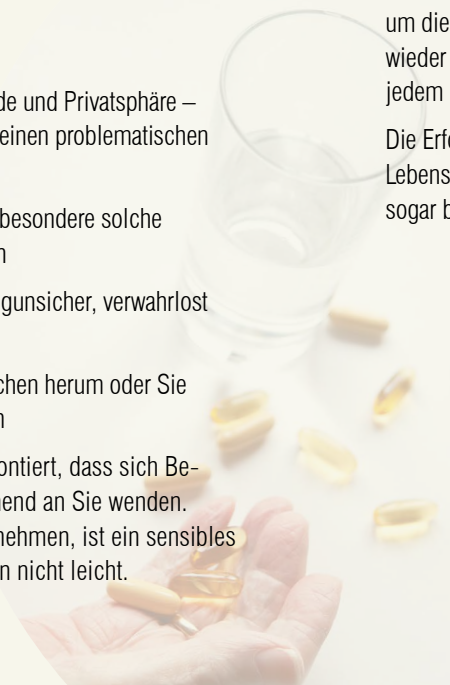 de und Privatsphäre –
einen problematischen
besondere solche
n
gunsicher, verwahrlost
chen herum oder Sie
n
ontiert, dass sich Be-
nend an Sie wenden.
nehmen, ist ein sensibles
n nicht leicht.
um die
wieder
jedem
Die Erf
Lebens
sogar b